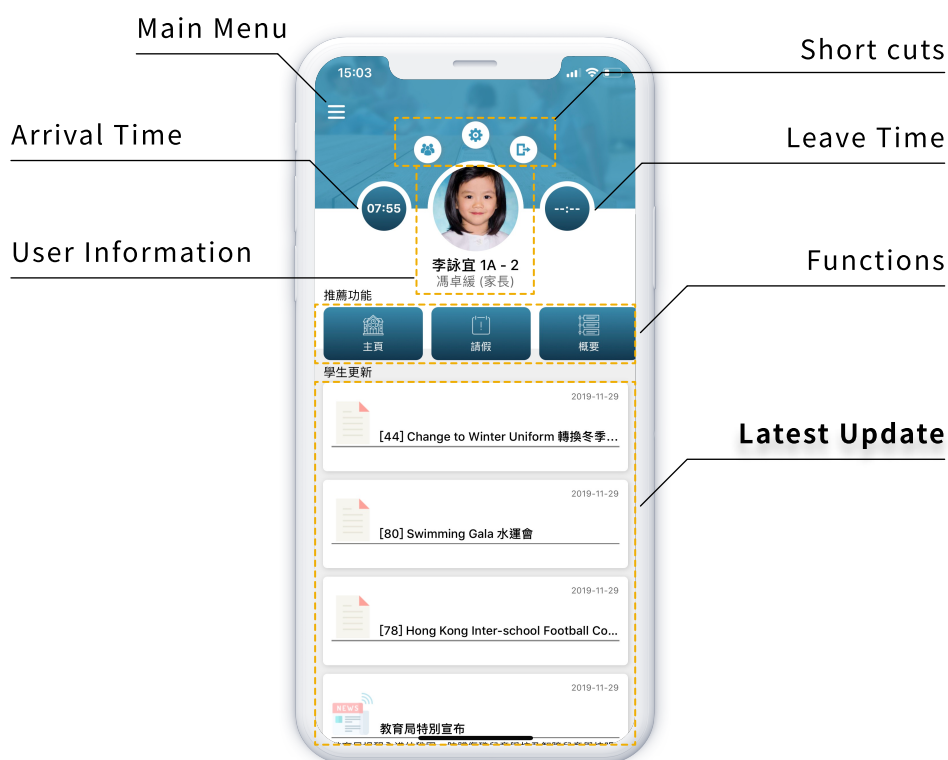 Main Menu
Short cuts
15:03
Arrival Time
Leave Time
07:55
--:--
User Information
Functions
李詠宜 1A - 2
馮卓緩 (家長)
推薦功能
主頁
請假
概要
學生更新
2019-11-29
[44] Change to Winter Uniform 轉換冬季...
Latest Update
2019-11-29
[80] Swimming Gala 水運會
2019-11-29
[78] Hong Kong Inter-school Football Co...
2019-11-29
NEWS
教育局特別宣布